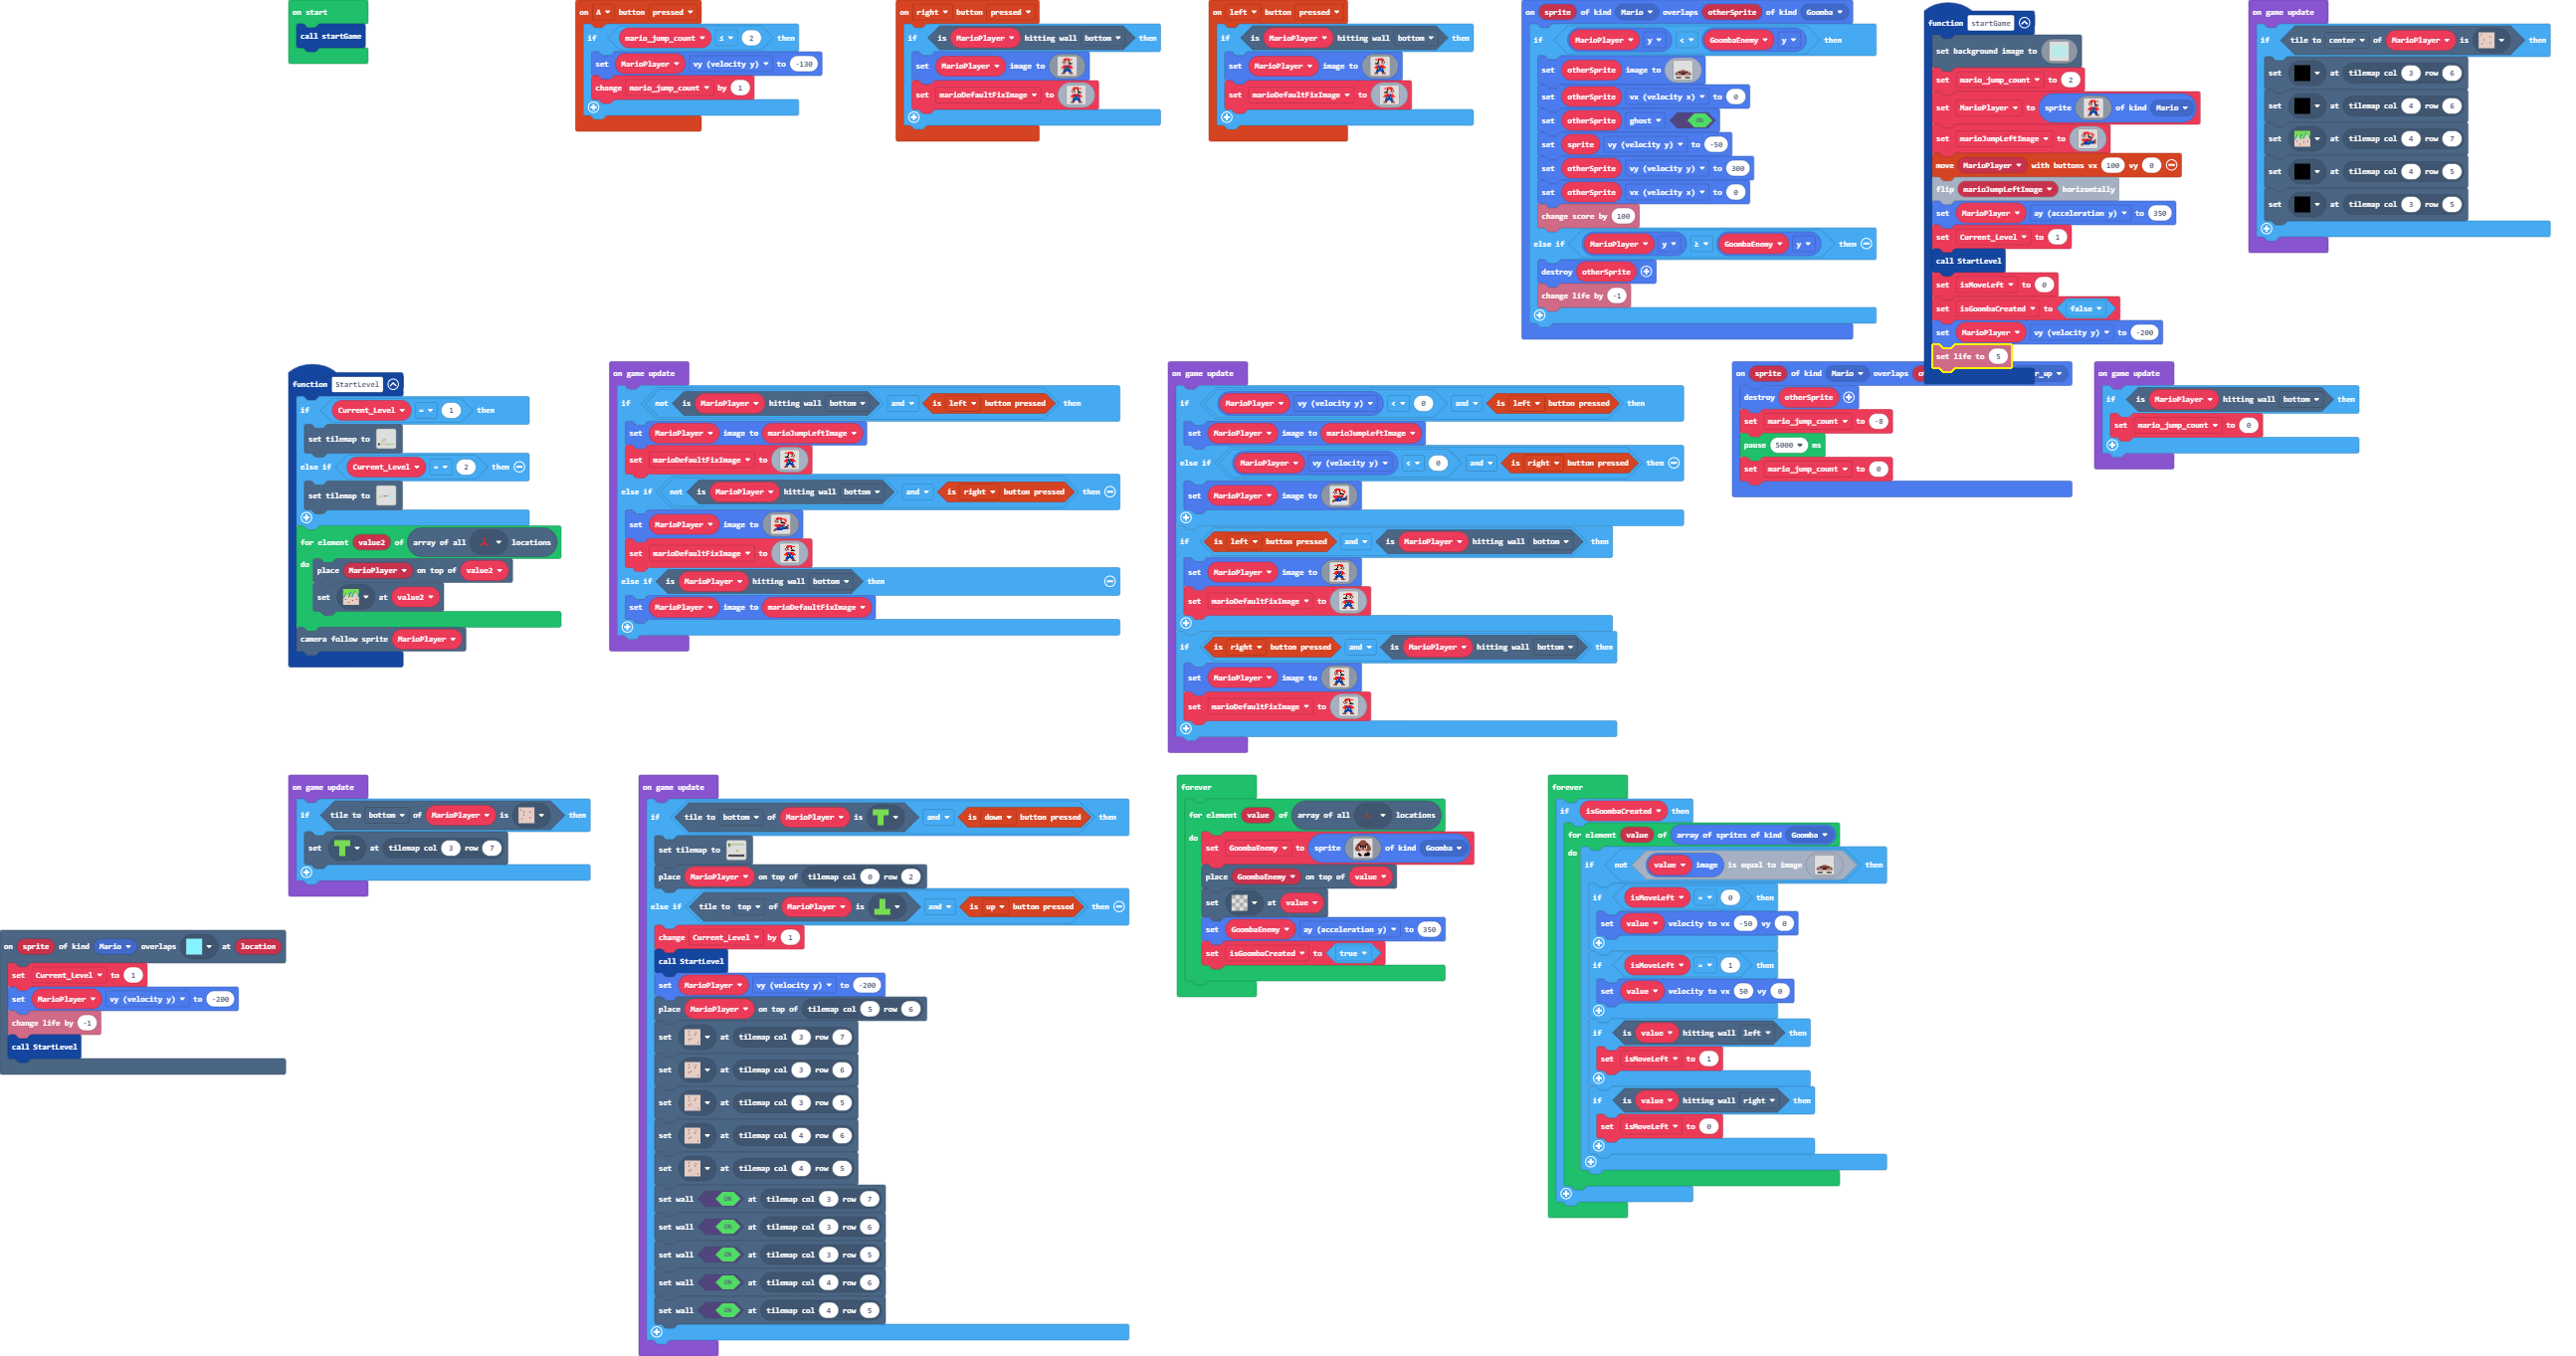 on start
call startGame
on A button pressed
if mario_jump_count ≤ 2 then
set MarioPlayer vy (velocity y) to -130
change mario_jump_count by 1
on right button pressed
if is MarioPlayer hitting wall bottom then
set MarioPlayer image to
set marioDefaultFixImage to
on left button pressed
if is MarioPlayer hitting wall bottom then
set MarioPlayer image to
set marioDefaultFixImage to
on sprite of kind Mario overlaps otherSprite of kind Goomba
if MarioPlayer y < GoombaEnemy y then
set otherSprite image to
set otherSprite vx (velocity x) to 0
set otherSprite ghost ON
set sprite vy (velocity y) to -50
set otherSprite vy (velocity y) to 300
set otherSprite vx (velocity x) to 0
change score by 100
else if MarioPlayer y ≥ GoombaEnemy y then
destroy otherSprite
change life by -1
function startGame
set background image to
set mario_jump_count to 2
set MarioPlayer to sprite of kind Mario
set marioJumpLeftImage to
move MarioPlayer with buttons vx 100 vy 0
flip marioJumpLeftImage horizontally
set MarioPlayer ay (acceleration y) to 350
set Current_Level to 1
call StartLevel
set isMoveLeft to 0
set isGoombaCreated to false
set MarioPlayer vy (velocity y) to -200
set life to 5
on game update
if tile to center of MarioPlayer is then
set at tilemap col 3 row 6
set at tilemap col 4 row 6
set at tilemap col 4 row 7
set at tilemap col 4 row 5
set at tilemap col 3 row 5
function StartLevel
if Current_Level = 1 then
set tilemap to
else if Current_Level = 2 then
set tilemap to
for element value2 of array of all locations
do place MarioPlayer on top of value2
set at value2
camera follow sprite MarioPlayer
on game update
if not is MarioPlayer hitting wall bottom and is left button pressed then
set MarioPlayer image to marioJumpLeftImage
set marioDefaultFixImage to
else if not is MarioPlayer hitting wall bottom and is right button pressed then
set MarioPlayer image to
set marioDefaultFixImage to
else if is MarioPlayer hitting wall bottom then
set MarioPlayer image to marioDefaultFixImage
on game update
if MarioPlayer vy (velocity y) < 0 and is left button pressed then
set MarioPlayer image to marioJumpLeftImage
else if MarioPlayer vy (velocity y) < 0 and is right button pressed then
set MarioPlayer image to
if is left button pressed and is MarioPlayer hitting wall bottom then
set MarioPlayer image to
set marioDefaultFixImage to
if is right button pressed and is MarioPlayer hitting wall bottom then
set MarioPlayer image to
set marioDefaultFixImage to
on sprite of kind Mario overlaps r_up
destroy otherSprite
set mario_jump_count to -8
pause 5000 ms
set mario_jump_count to 0
on game update
if is MarioPlayer hitting wall bottom then
set mario_jump_count to 0
on game update
if tile to bottom of MarioPlayer is then
set at tilemap col 3 row 7
on sprite of kind Mario overlaps at location
set Current_Level to 1
set MarioPlayer vy (velocity y) to -200
change life by -1
call StartLevel
on game update
if tile to bottom of MarioPlayer is and is down button pressed then
set tilemap to
place MarioPlayer on top of tilemap col 0 row 2
else if tile to top of MarioPlayer is and is up button pressed then
change Current_Level by 1
call StartLevel
set MarioPlayer vy (velocity y) to -200
place MarioPlayer on top of tilemap col 5 row 6
set at tilemap col 3 row 7
set at tilemap col 3 row 6
set at tilemap col 3 row 5
set at tilemap col 4 row 6
set at tilemap col 4 row 5
set wall ON at tilemap col 3 row 7
set wall ON at tilemap col 3 row 6
set wall ON at tilemap col 3 row 5
set wall ON at tilemap col 4 row 6
set wall ON at tilemap col 4 row 5
forever
for element value of array of all locations
do set GoombaEnemy to sprite of kind Goomba
place GoombaEnemy on top of value
set at value
set GoombaEnemy ay (acceleration y) to 350
set isGoombaCreated to true
forever
if isGoombaCreated then
for element value of array of sprites of kind Goomba
do if not value image is equal to image then
if isMoveLeft = 0 then
set value velocity to vx -50 vy 0
if isMoveLeft = 1 then
set value velocity to vx 50 vy 0
if is value hitting wall left then
set isMoveLeft to 1
if is value hitting wall right then
set isMoveLeft to 0